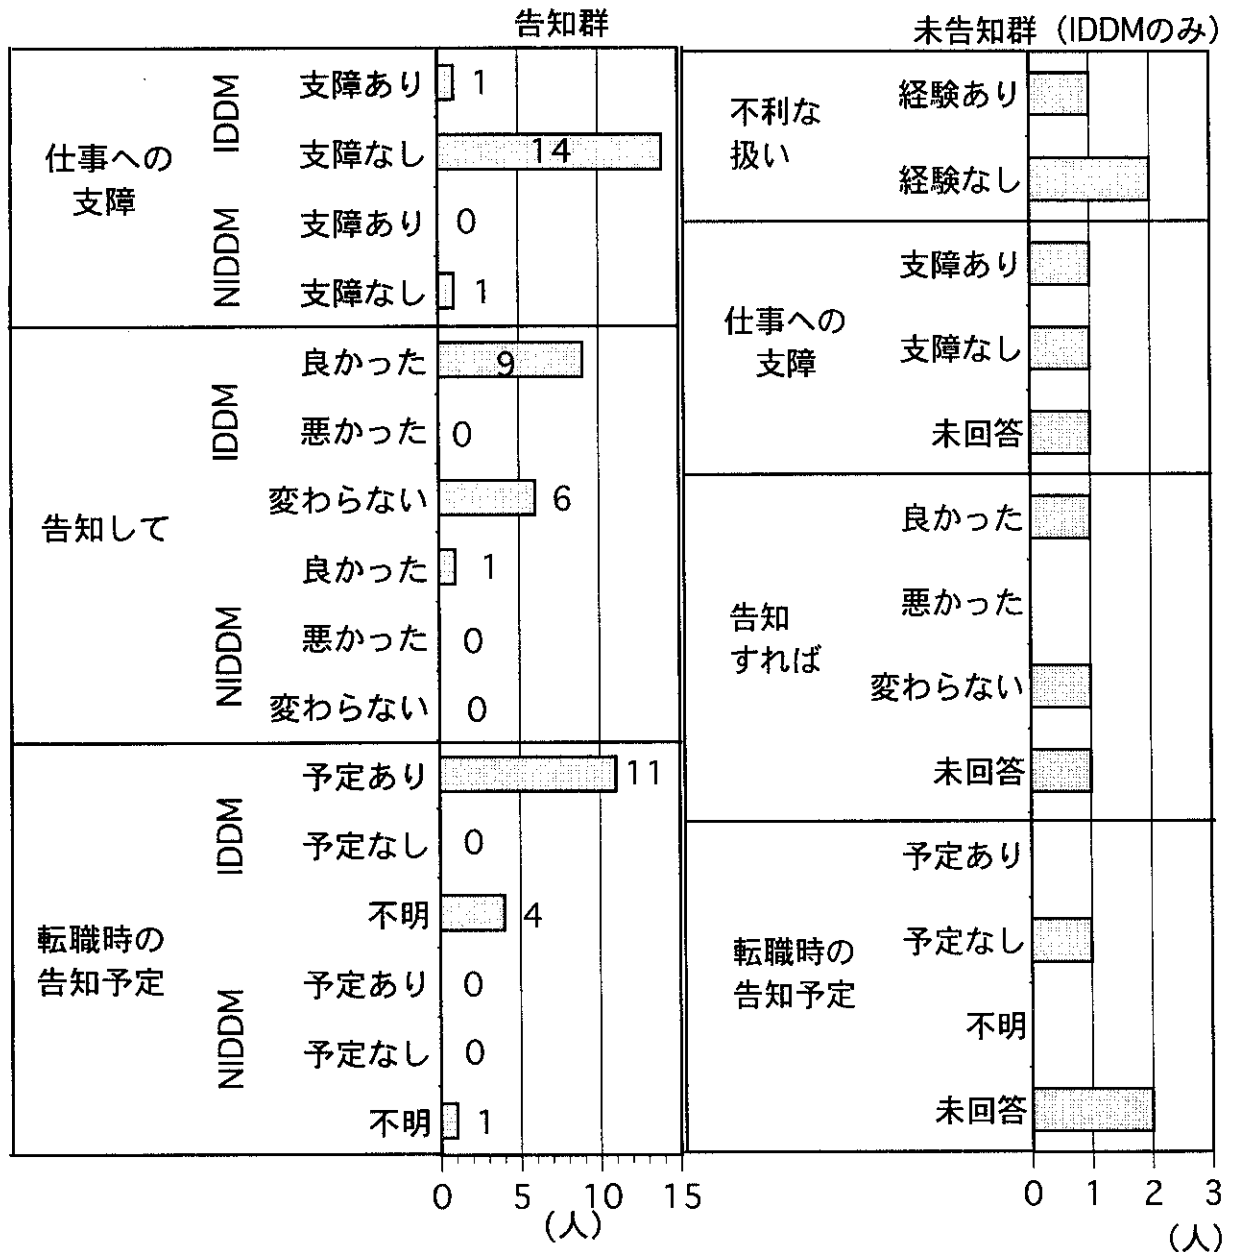 告知群
仕事への
支障
IDDM
支障あり 1
支障なし 14
NIDDM
支障あり 0
支障なし 1
告知して
IDDM
良かった 9
悪かった 0
変わらない 6
NIDDM
良かった 1
悪かった 0
変わらない 0
転職時の
告知予定
IDDM
予定あり 11
予定なし 0
不明 4
NIDDM
予定あり 0
予定なし 0
不明 1
0 5 10 15
(人)
未告知群（IDDMのみ）
不利な
扱い
経験あり
経験なし
仕事への
支障
支障あり
支障なし
未回答
告知
すれば
良かった
悪かった
変わらない
未回答
転職時の
告知予定
予定あり
予定なし
不明
未回答
0 1 2 3
(人)